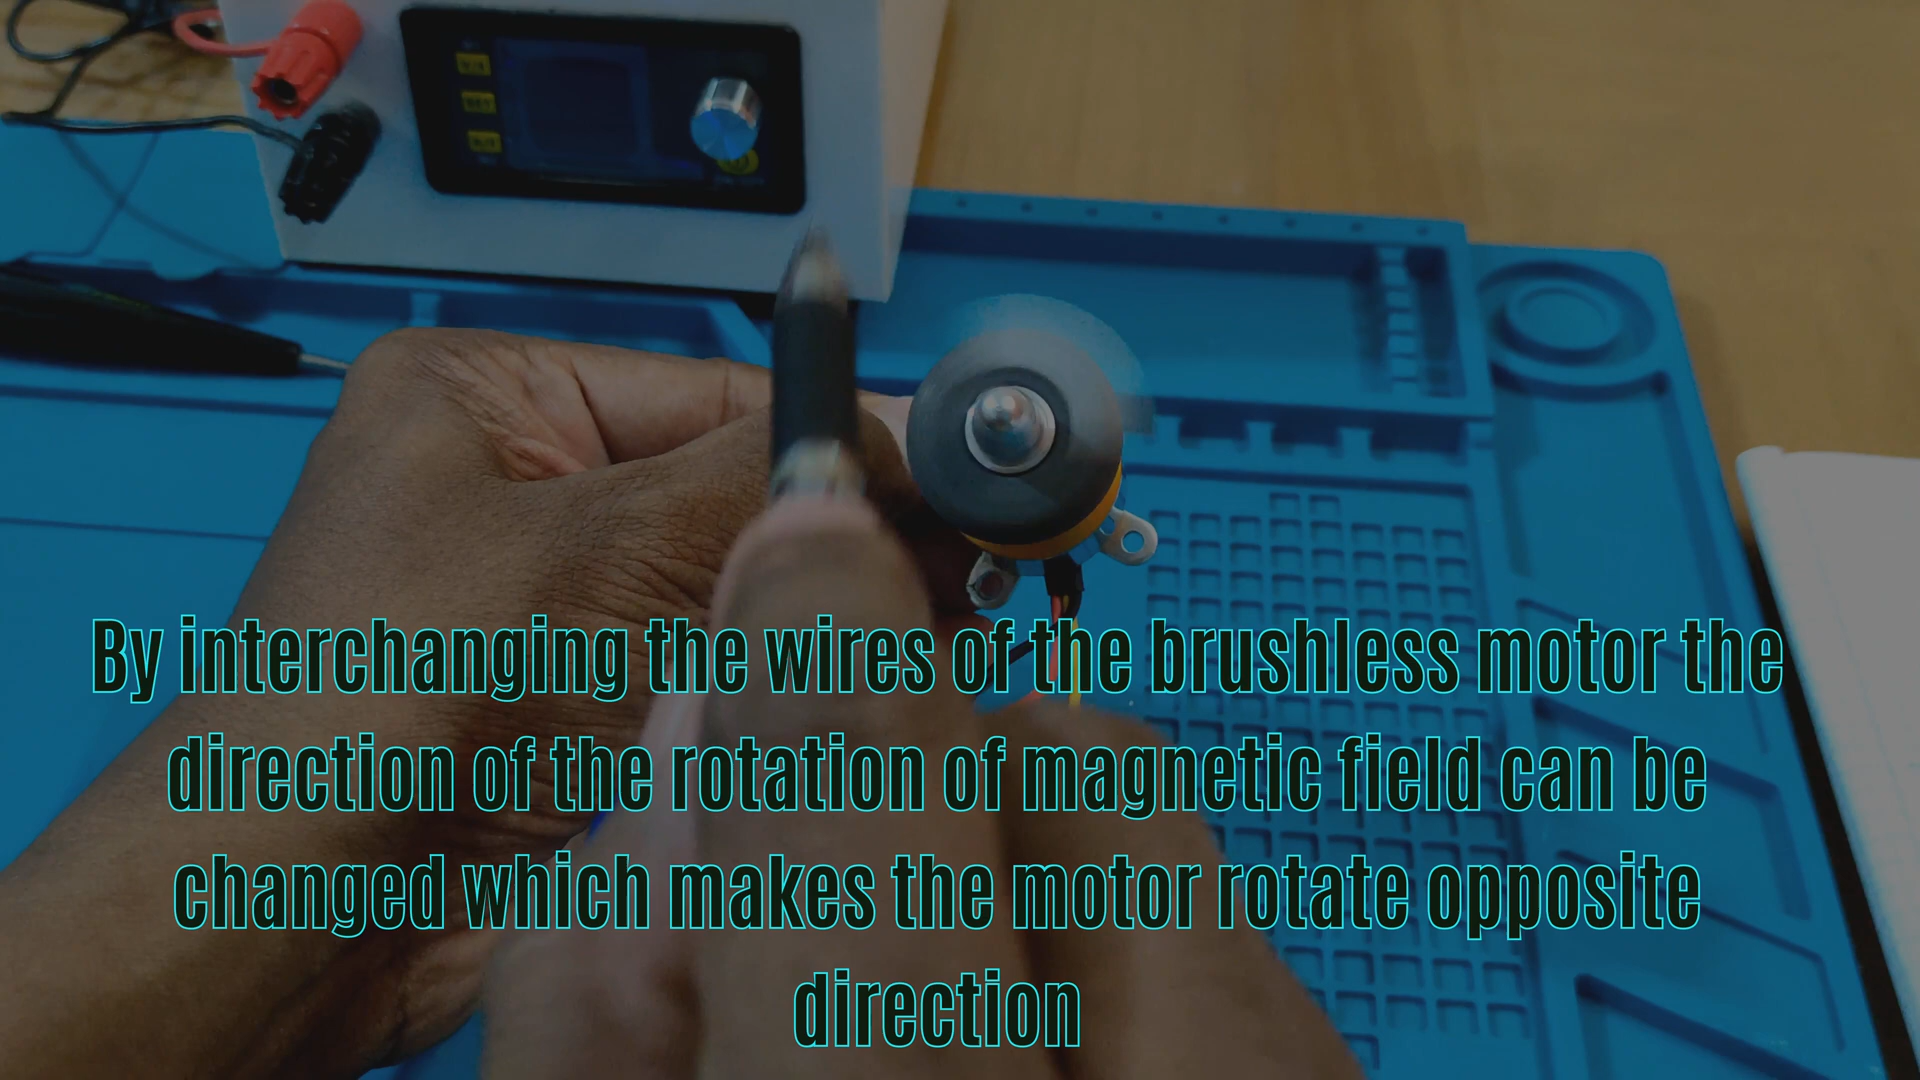 By interchanging the wires of the brushless motor the
direction of the rotation of magnetic field can be
changed which makes the motor rotate opposite
direction